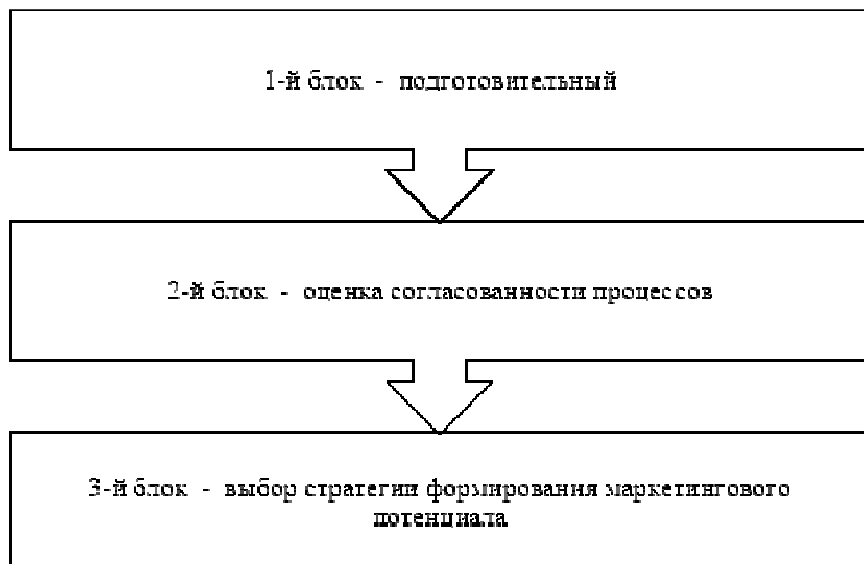 1-й блок - подготовительный
2-й блок - оценка согласованности процессов
3-й блок - выбор стратегии формирования маркетингового
потенциала